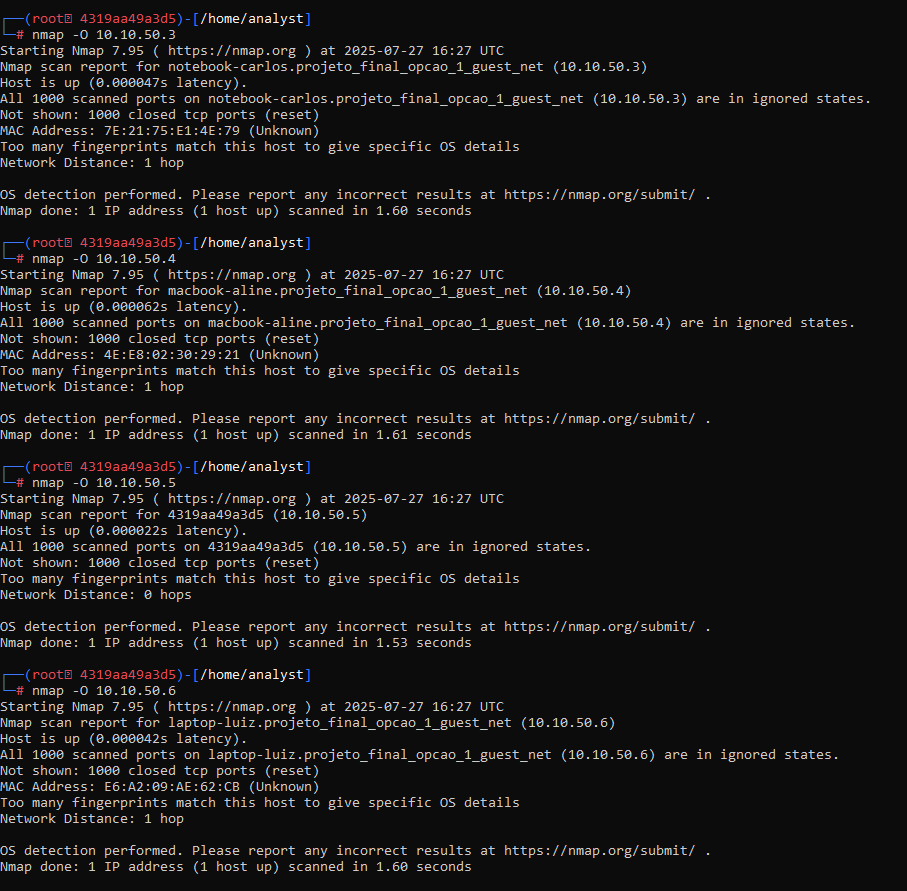 ┌──(root㉿ 4319aa49a3d5)-[/home/analyst]
└─# nmap -O 10.10.50.3
Starting Nmap 7.95 ( https://nmap.org ) at 2025-07-27 16:27 UTC
Nmap scan report for notebook-carlos.projeto_final_opcao_1_guest_net (10.10.50.3)
Host is up (0.000047s latency).
All 1000 scanned ports on notebook-carlos.projeto_final_opcao_1_guest_net (10.10.50.3) are in ignored states.
Not shown: 1000 closed tcp ports (reset)
MAC Address: 7E:21:75:E1:4E:79 (Unknown)
Too many fingerprints match this host to give specific OS details
Network Distance: 1 hop

OS detection performed. Please report any incorrect results at https://nmap.org/submit/ .
Nmap done: 1 IP address (1 host up) scanned in 1.60 seconds

┌──(root㉿ 4319aa49a3d5)-[/home/analyst]
└─# nmap -O 10.10.50.4
Starting Nmap 7.95 ( https://nmap.org ) at 2025-07-27 16:27 UTC
Nmap scan report for macbook-aline.projeto_final_opcao_1_guest_net (10.10.50.4)
Host is up (0.000062s latency).
All 1000 scanned ports on macbook-aline.projeto_final_opcao_1_guest_net (10.10.50.4) are in ignored states.
Not shown: 1000 closed tcp ports (reset)
MAC Address: 4E:E8:02:30:29:21 (Unknown)
Too many fingerprints match this host to give specific OS details
Network Distance: 1 hop

OS detection performed. Please report any incorrect results at https://nmap.org/submit/ .
Nmap done: 1 IP address (1 host up) scanned in 1.61 seconds

┌──(root㉿ 4319aa49a3d5)-[/home/analyst]
└─# nmap -O 10.10.50.5
Starting Nmap 7.95 ( https://nmap.org ) at 2025-07-27 16:27 UTC
Nmap scan report for 4319aa49a3d5 (10.10.50.5)
Host is up (0.000022s latency).
All 1000 scanned ports on 4319aa49a3d5 (10.10.50.5) are in ignored states.
Not shown: 1000 closed tcp ports (reset)
Too many fingerprints match this host to give specific OS details
Network Distance: 0 hops

OS detection performed. Please report any incorrect results at https://nmap.org/submit/ .
Nmap done: 1 IP address (1 host up) scanned in 1.53 seconds

┌──(root㉿ 4319aa49a3d5)-[/home/analyst]
└─# nmap -O 10.10.50.6
Starting Nmap 7.95 ( https://nmap.org ) at 2025-07-27 16:27 UTC
Nmap scan report for laptop-luiz.projeto_final_opcao_1_guest_net (10.10.50.6)
Host is up (0.000042s latency).
All 1000 scanned ports on laptop-luiz.projeto_final_opcao_1_guest_net (10.10.50.6) are in ignored states.
Not shown: 1000 closed tcp ports (reset)
MAC Address: E6:A2:09:AE:62:CB (Unknown)
Too many fingerprints match this host to give specific OS details
Network Distance: 1 hop

OS detection performed. Please report any incorrect results at https://nmap.org/submit/ .
Nmap done: 1 IP address (1 host up) scanned in 1.60 seconds